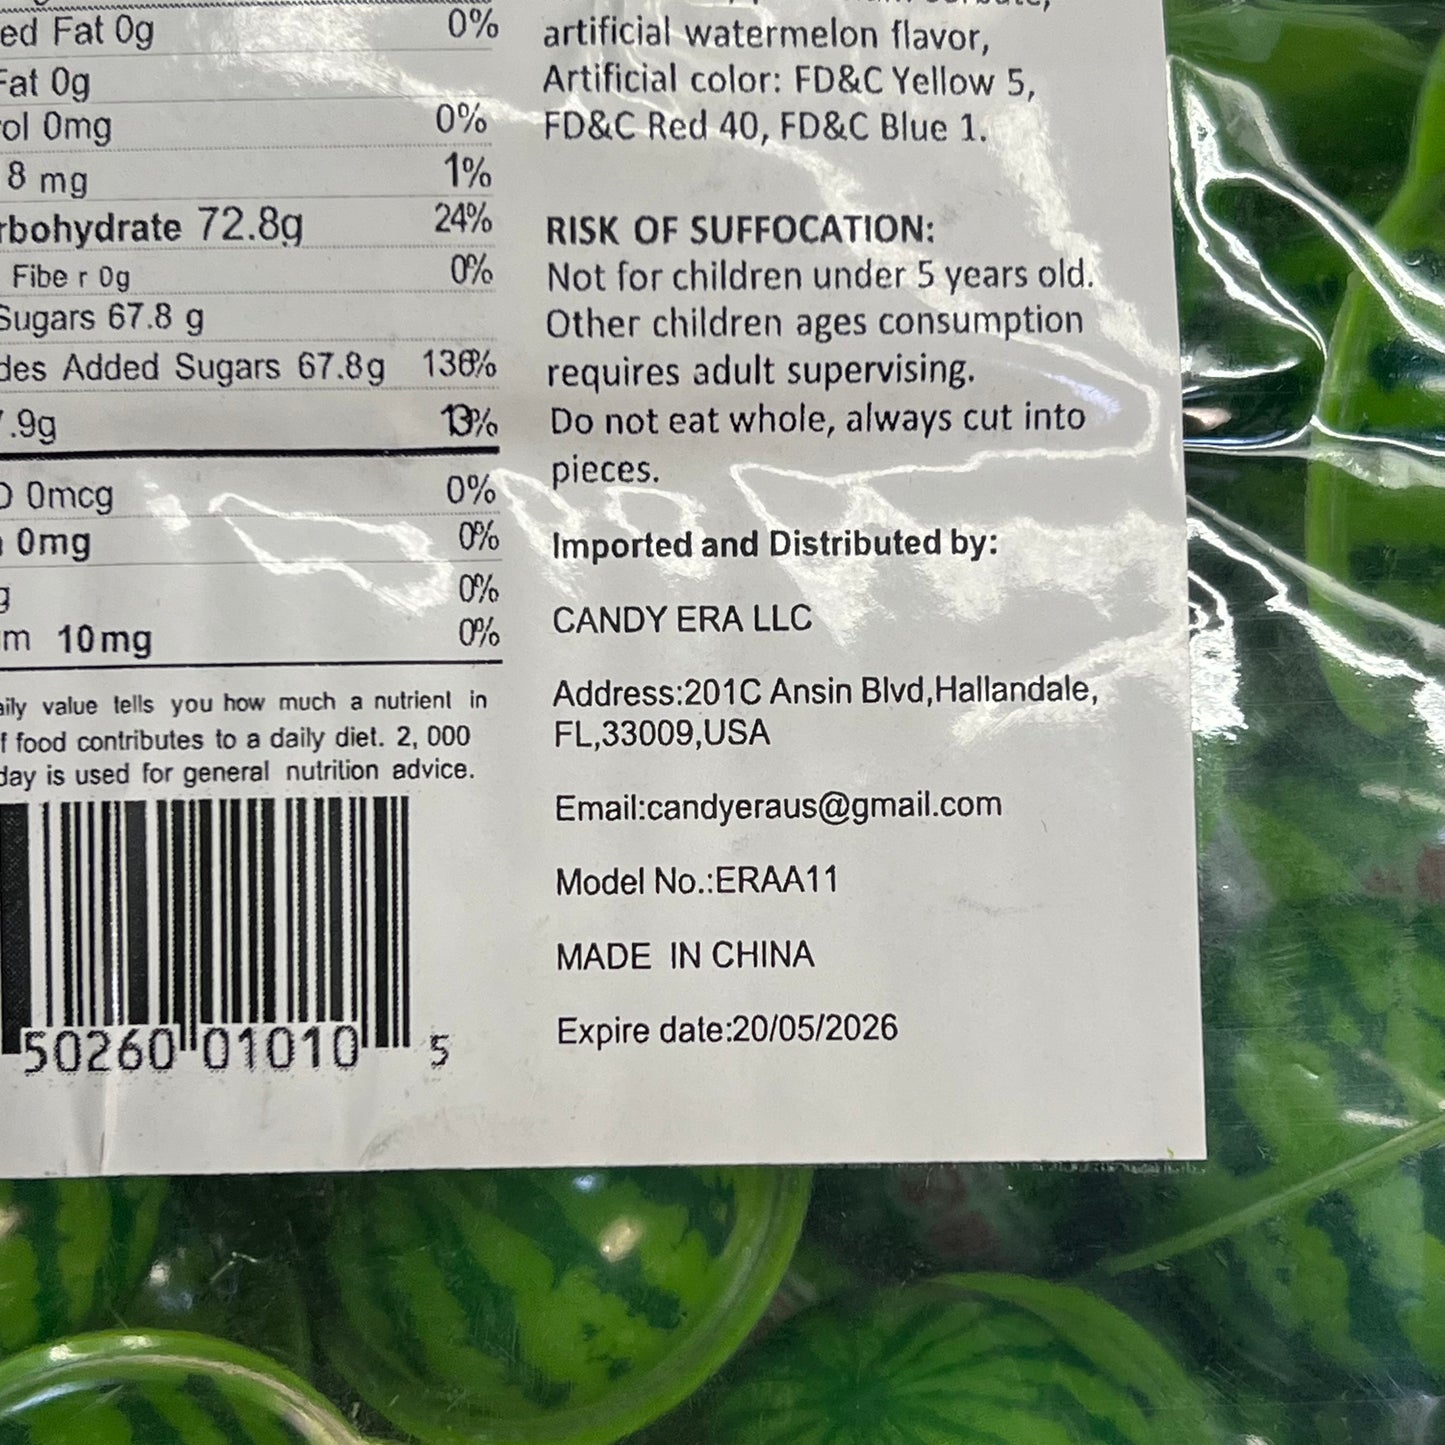 ed Fat 0g 0%
Fat 0g
ol 0mg 0%
8 mg 1%
rbohydrate 72.8g 24%
Fibe r 0g 0%
Sugars 67.8 g
des Added Sugars 67.8g 136%
.9g 13%
D 0mcg 0%
0mg 0%
g 0%
m 10mg 0%
aily value tells you how much a nutrient in
f food contributes to a daily diet. 2, 000
day is used for general nutrition advice.
50260 01010 5
artificial watermelon flavor,
Artificial color: FD&C Yellow 5,
FD&C Red 40, FD&C Blue 1.
RISK OF SUFFOCATION:
Not for children under 5 years old.
Other children ages consumption
requires adult supervising.
Do not eat whole, always cut into
pieces.
Imported and Distributed by:
CANDY ERA LLC
Address:201C Ansin Blvd,Hallandale,
FL,33009,USA
Email:candyeraus@gmail.com
Model No.:ERAA11
MADE IN CHINA
Expire date:20/05/2026